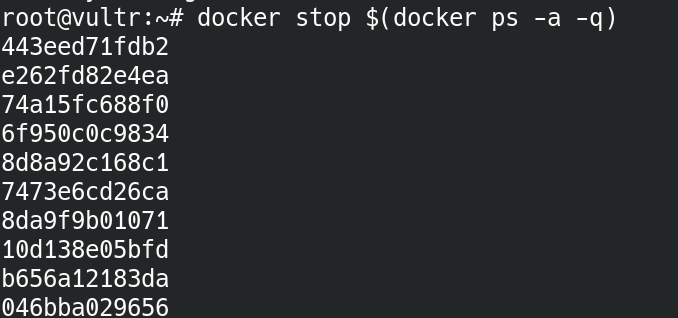 root@vultr:~# docker stop $(docker ps -a -q)
443eed71fdb2
e262fd82e4ea
74a15fc688f0
6f950c0c9834
8d8a92c168c1
7473e6cd26ca
8da9f9b01071
10d138e05bfd
b656a12183da
046bba029656